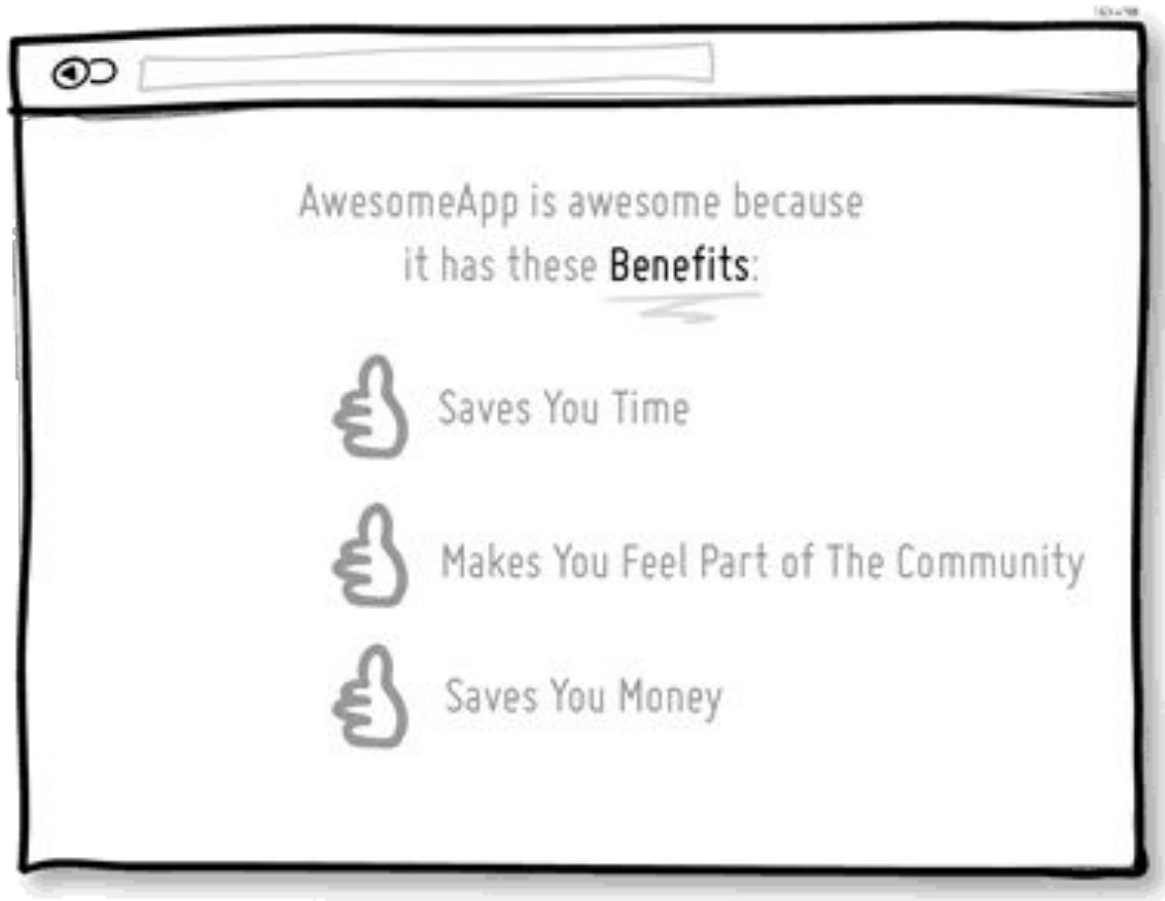 AwesomeApp is awesome because
it has these Benefits:
Saves You Time
Makes You Feel Part of The Community
Saves You Money